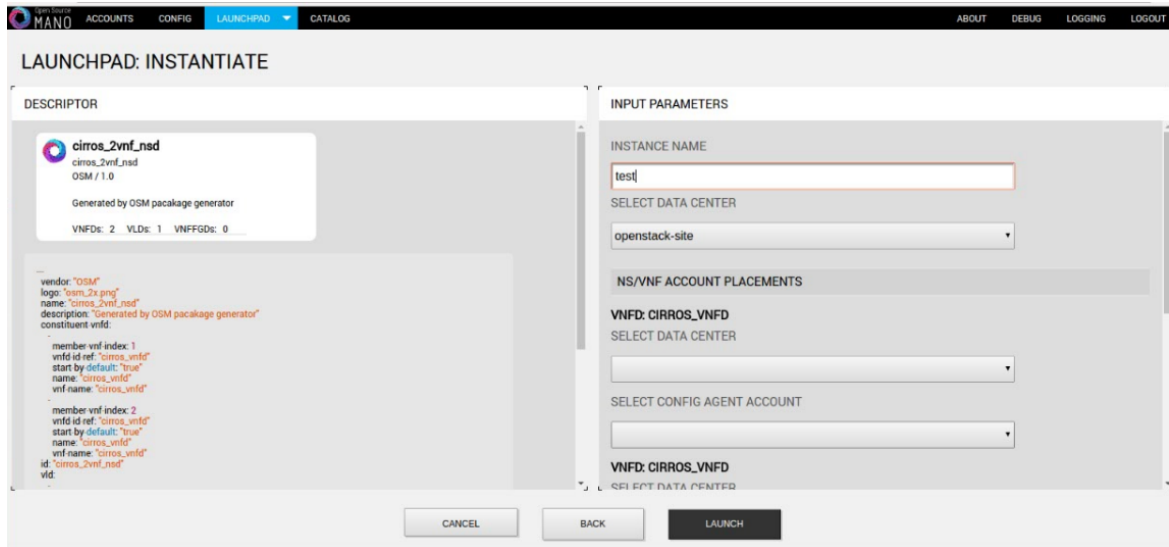 Open Source
MANO
ACCOUNTS CONFIG LAUNCHPAD CATALOG ABOUT DEBUG LOGGING LOGOUT
LAUNCHPAD: INSTANTIATE
DESCRIPTOR
cirros_2vnf_nsd
cirros_2vnf_nsd
OSM / 1.0
Generated by OSM pacakage generator
VNFDs: 2 VLDs: 1 VNFFGDs: 0
---
vendor: "OSM"
logo: "osm_2x.png"
name: "cirros_2vnf_nsd"
description: "Generated by OSM pacakage generator"
constituent-vnfd:
-
member-vnf-index: 1
vnfd-id-ref: "cirros_vnfd"
start-by-default: "true"
name: "cirros_vnfd"
vnf-name: "cirros_vnfd"
-
member-vnf-index: 2
vnfd-id-ref: "cirros_vnfd"
start-by-default: "true"
name: "cirros_vnfd"
vnf-name: "cirros_vnfd"
id: "cirros_2vnf_nsd"
vld:
-
INPUT PARAMETERS
INSTANCE NAME
test
SELECT DATA CENTER
openstack-site
NS/VNF ACCOUNT PLACEMENTS
VNFD: CIRROS_VNFD
SELECT DATA CENTER
SELECT CONFIG AGENT ACCOUNT
VNFD: CIRROS_VNFD
SELECT DATA CENTER
CANCEL BACK LAUNCH